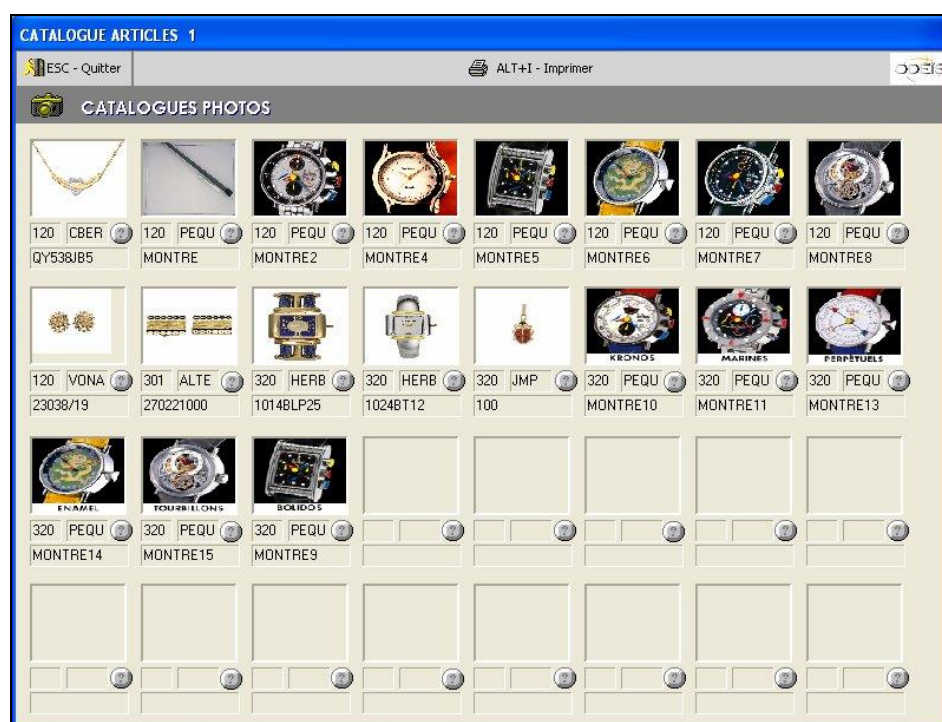 CATALOGUE ARTICLES 1
ESC - Quitter ALT+I - Imprimer
CATALOGUES PHOTOS
120 CBER ? 120 PEQU ? 120 PEQU ? 120 PEQU ? 120 PEQU ? 120 PEQU ? 120 PEQU ? 120 PEQU ?
QY538JB5 MONTRE MONTRE2 MONTRE4 MONTRE5 MONTRE6 MONTRE7 MONTRE8
KRONOS MARINES PERPÉTUELS
120 VONA ? 301 ALTE ? 320 HERB ? 320 HERB ? 320 JMP ? 320 PEQU ? 320 PEQU ? 320 PEQU ?
23038/19 270221000 1014BLP25 1024BT12 100 MONTRE10 MONTRE11 MONTRE13
ENAMEL TOURBILLONS BOLIDOS
320 PEQU ? 320 PEQU ? 320 PEQU ? ? ? ? ? ?
MONTRE14 MONTRE15 MONTRE9
? ? ? ? ? ? ? ?